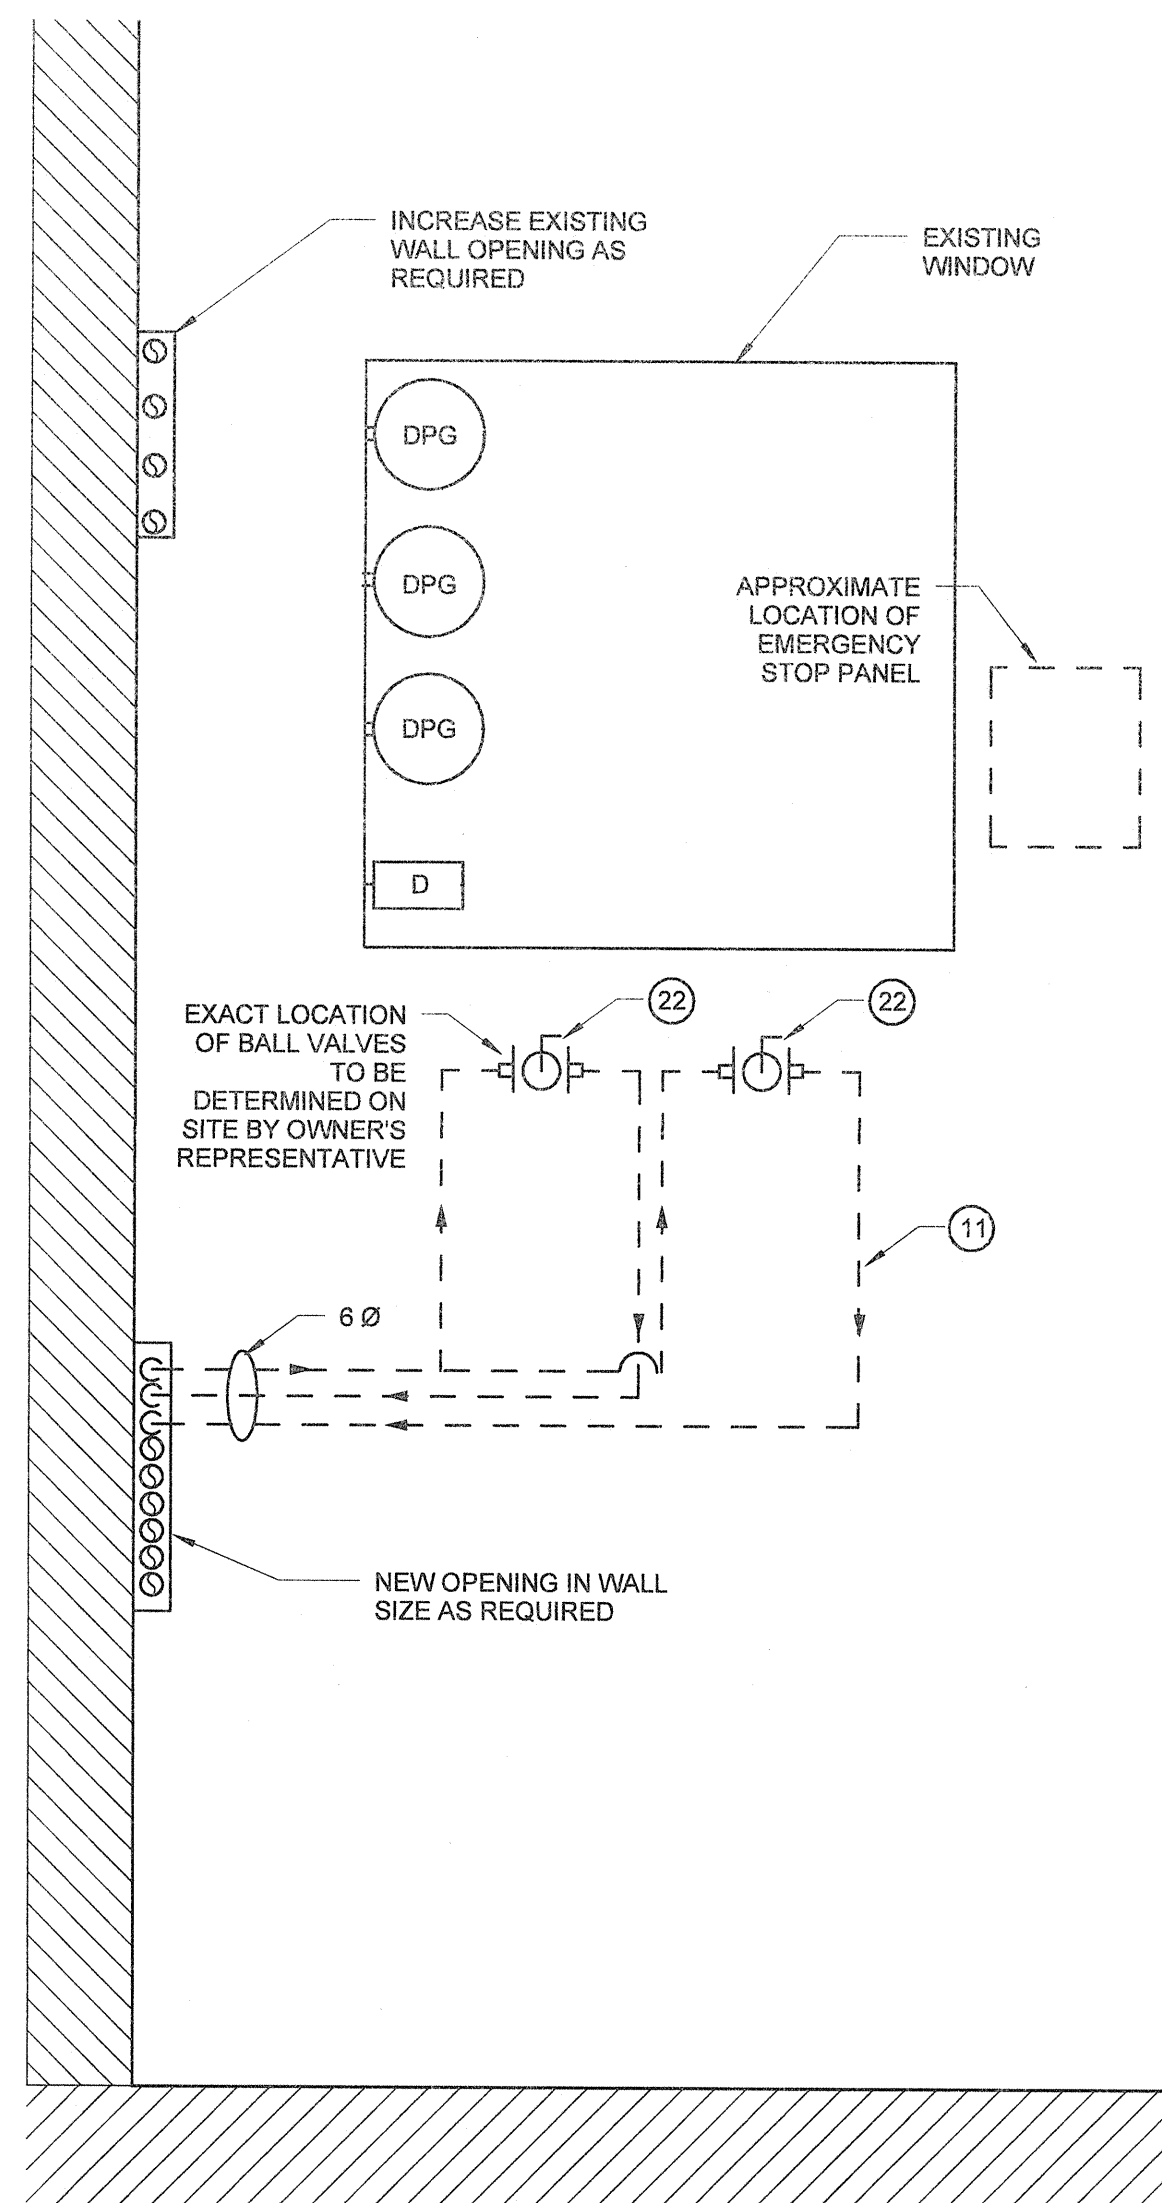 INCREASE EXISTING
WALL OPENING AS
REQUIRED
EXISTING
WINDOW
DPG
DPG
APPROXIMATE
LOCATION OF
EMERGENCY
STOP PANEL
DPG
D
EXACT LOCATION
OF BALL VALVES
TO BE
DETERMINED ON
SITE BY OWNER'S
REPRESENTATIVE
22
22
11
6 Ø
NEW OPENING IN WALL
SIZE AS REQUIRED